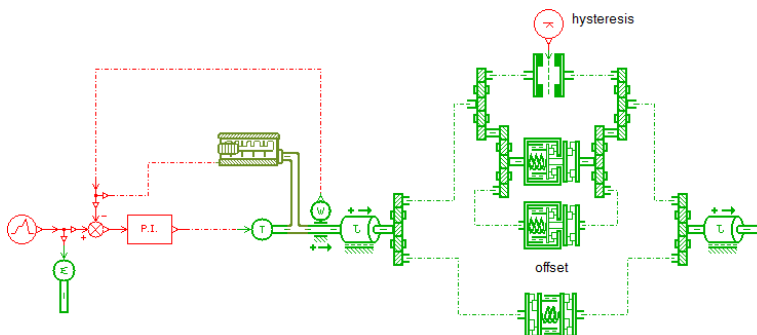 hysteresis
K
W
P.I.
T
offset